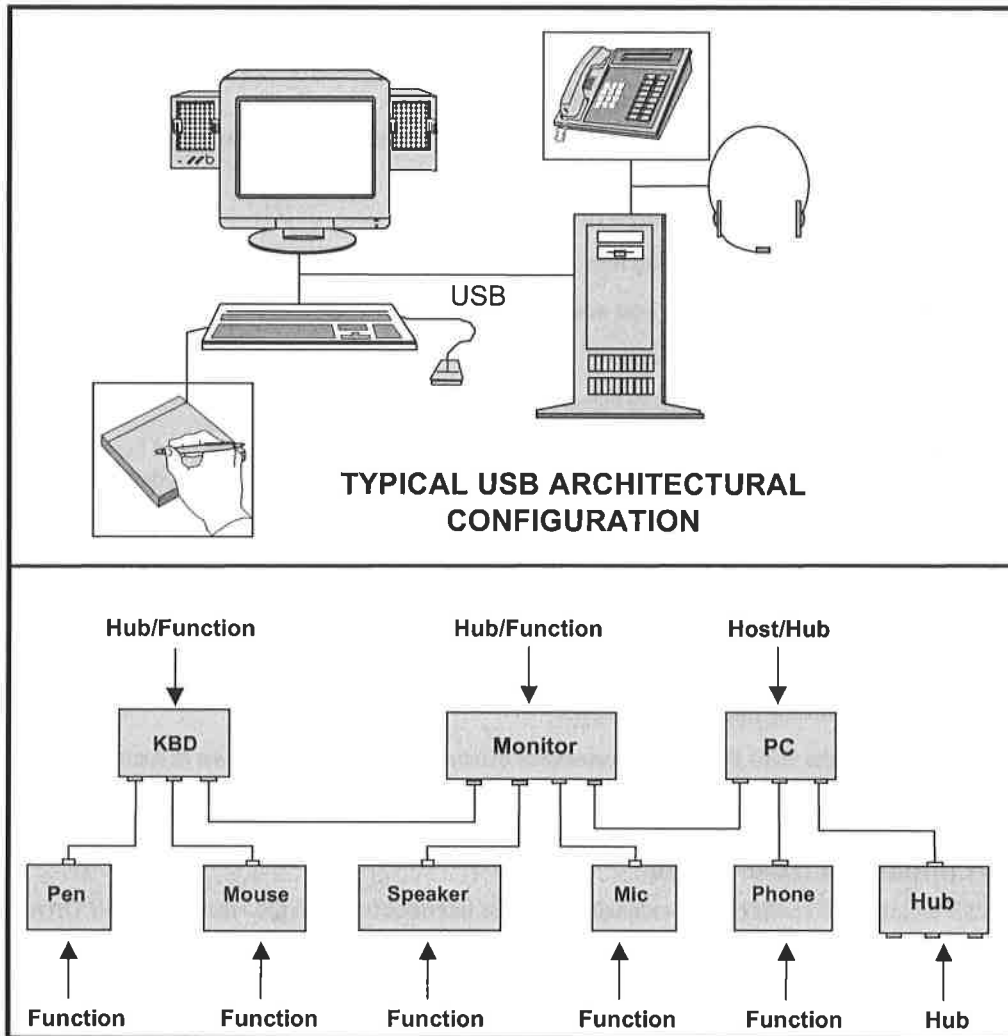 USB
TYPICAL USB ARCHITECTURAL
CONFIGURATION
Hub/Function
Hub/Function
Host/Hub
KBD
Monitor
PC
Pen
Mouse
Speaker
Mic
Phone
Hub
Function
Function
Function
Function
Function
Hub